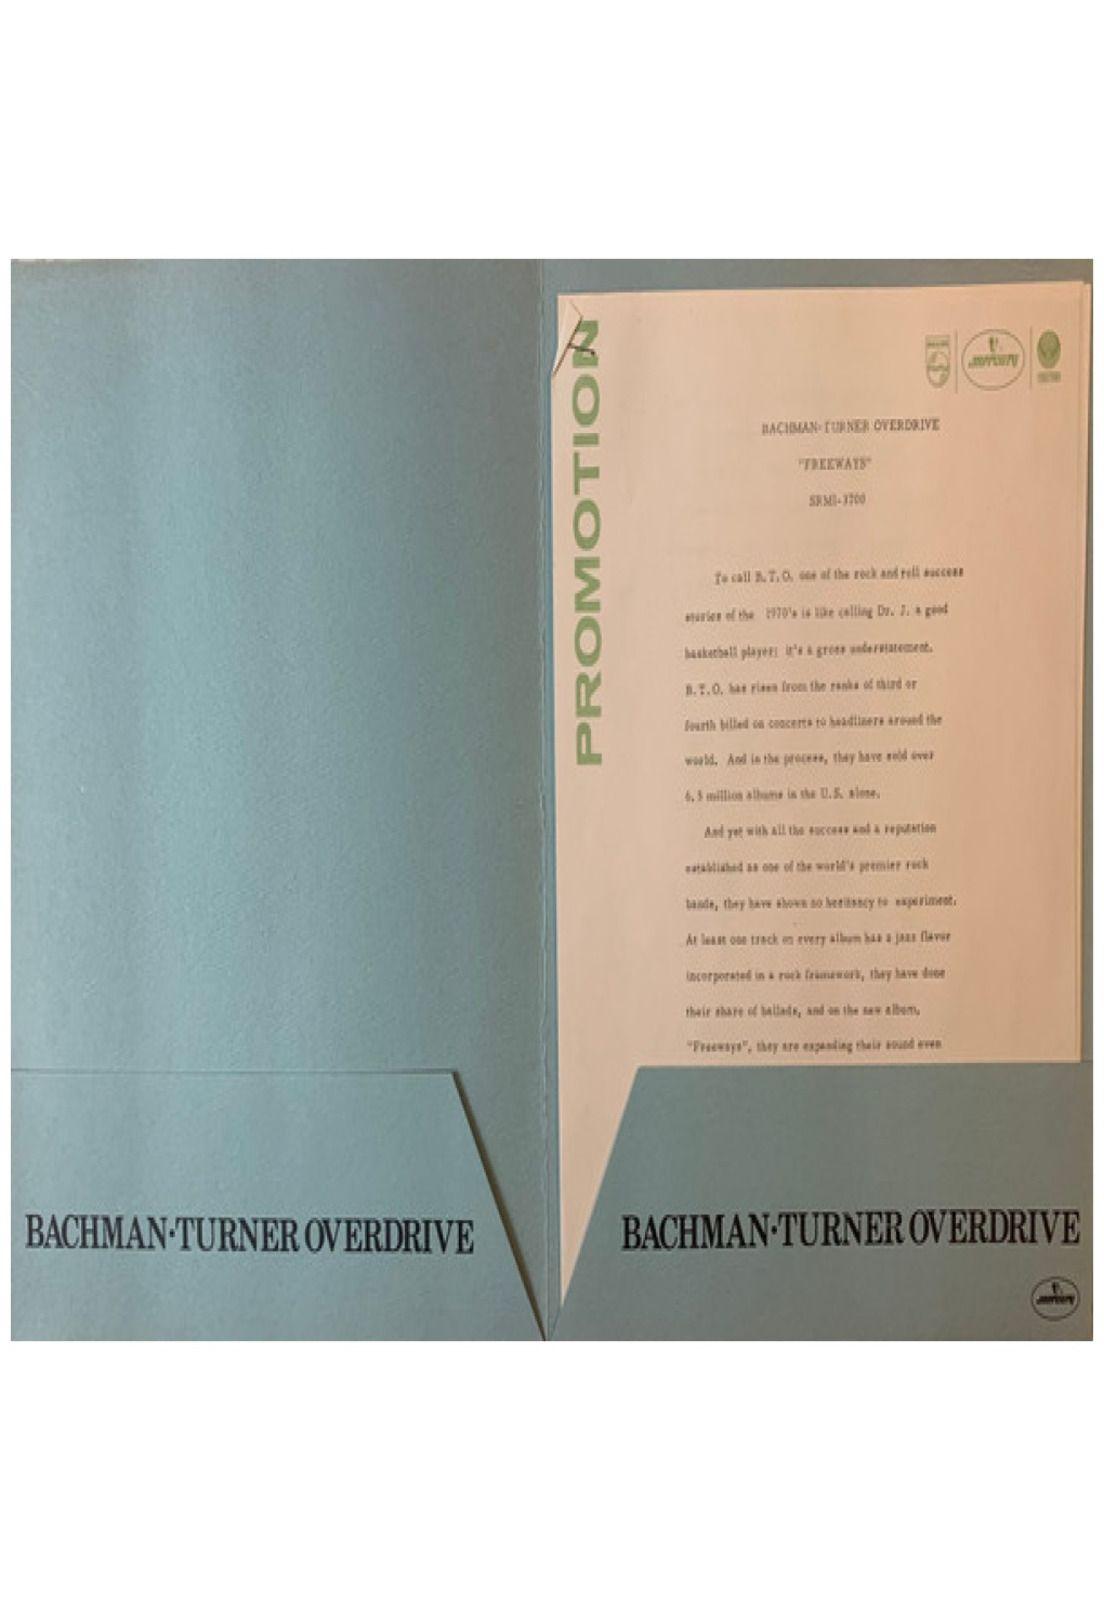 PROMOTION
PHILIPS
mercury
BACHMAN-TURNER OVERDRIVE
"FREEWAYS"
SRM1-3700
To call B.T.O. one of the rock and roll success
stories of the 1970's is like calling Dr. J. a good
basketball player; it's a gross understatement.
B.T.O. has risen from the ranks of third or
fourth billed on concerts to headliners around the
world. And in the process, they have sold over
6.5 million albums in the U.S. alone.
And yet with all the success and a reputation
established as one of the world's premier rock
bands, they have shown no hesitancy to experiment.
At least one track on every album has a jazz flavor
incorporated in a rock framework, they have done
their share of ballads, and on the new album,
"Freeways", they are expanding their sound even
BACHMAN·TURNER OVERDRIVE
BACHMAN·TURNER OVERDRIVE
mercury